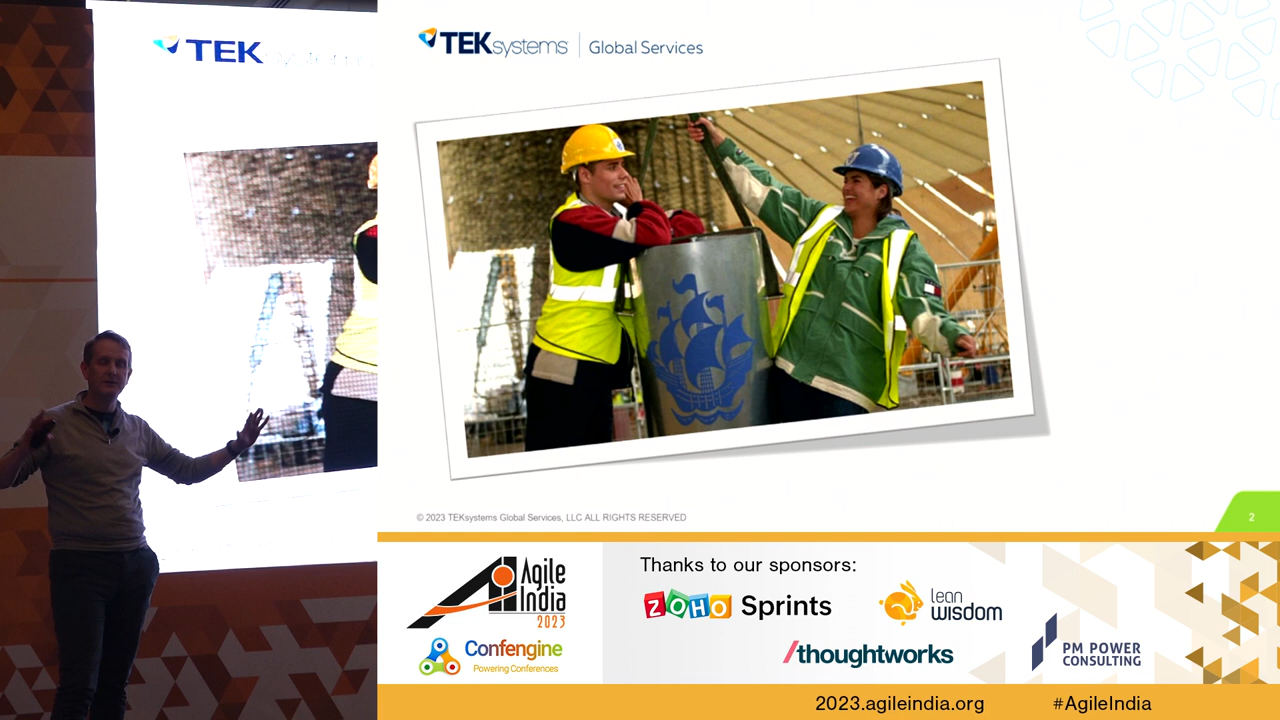 TEK
TEKsystems | Global Services
© 2023 TEKsystems Global Services, LLC ALL RIGHTS RESERVED
2
Agile
India
2023
Confengine
Powering Conferences
Thanks to our sponsors:
ZOHO Sprints
lean
wisdom
/thoughtworks
PM POWER
CONSULTING
2023.agileindia.org
#AgileIndia